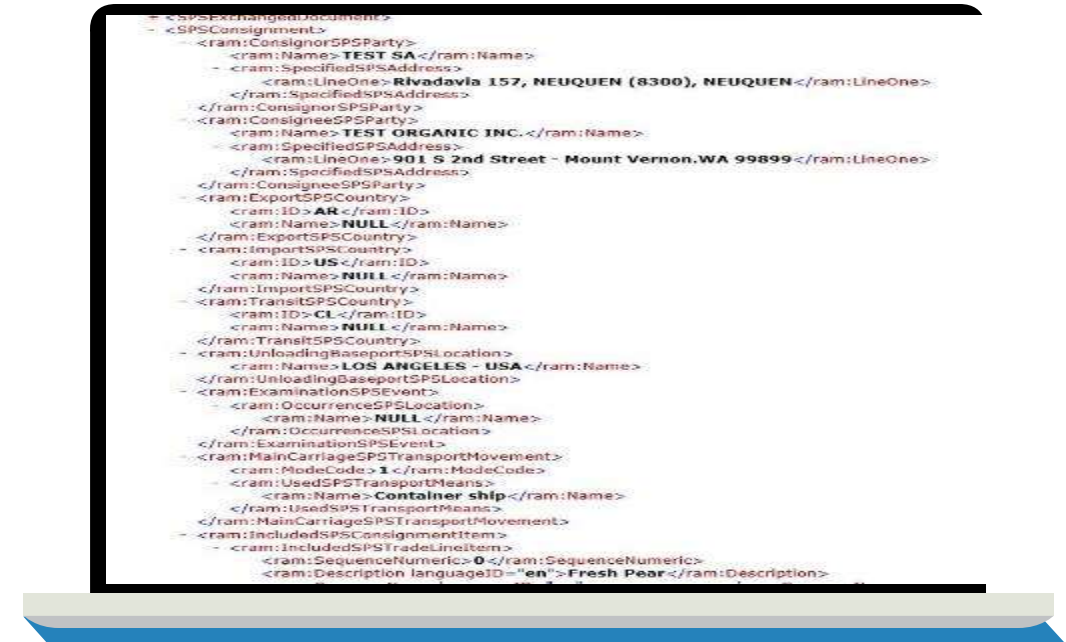 + <SPSExchangedDocument>
- <SPSConsignment>
- <ram:ConsignorSPSParty>
<ram:Name>TEST SA</ram:Name>
- <ram:SpecifiedSPSAddress>
<ram:LineOne>Rivadavia 157, NEUQUEN (8300), NEUQUEN</ram:LineOne>
</ram:SpecifiedSPSAddress>
</ram:ConsignorSPSParty>
- <ram:ConsigneeSPSParty>
<ram:Name>TEST ORGANIC INC.</ram:Name>
- <ram:SpecifiedSPSAddress>
<ram:LineOne>901 S 2nd Street - Mount Vernon.WA 99899</ram:LineOne>
</ram:SpecifiedSPSAddress>
</ram:ConsigneeSPSParty>
- <ram:ExportSPSCountry>
<ram:ID>AR</ram:ID>
<ram:Name>NULL</ram:Name>
</ram:ExportSPSCountry>
- <ram:ImportSPSCountry>
<ram:ID>US</ram:ID>
<ram:Name>NULL</ram:Name>
</ram:ImportSPSCountry>
- <ram:TransitSPSCountry>
<ram:ID>CL</ram:ID>
<ram:Name>NULL</ram:Name>
</ram:TransitSPSCountry>
- <ram:UnloadingBaseportSPSLocation>
<ram:Name>LOS ANGELES - USA</ram:Name>
</ram:UnloadingBaseportSPSLocation>
- <ram:ExaminationSPSEvent>
- <ram:OccurrenceSPSLocation>
<ram:Name>NULL</ram:Name>
</ram:OccurrenceSPSLocation>
</ram:ExaminationSPSEvent>
- <ram:MainCarriageSPSTransportMovement>
<ram:ModeCode>1</ram:ModeCode>
- <ram:UsedSPSTransportMeans>
<ram:Name>Container ship</ram:Name>
</ram:UsedSPSTransportMeans>
</ram:MainCarriageSPSTransportMovement>
- <ram:IncludedSPSConsignmentItem>
- <ram:IncludedSPSTradeLineItem>
<ram:SequenceNumeric>0</ram:SequenceNumeric>
<ram:Description languageID="en">Fresh Pear</ram:Description>